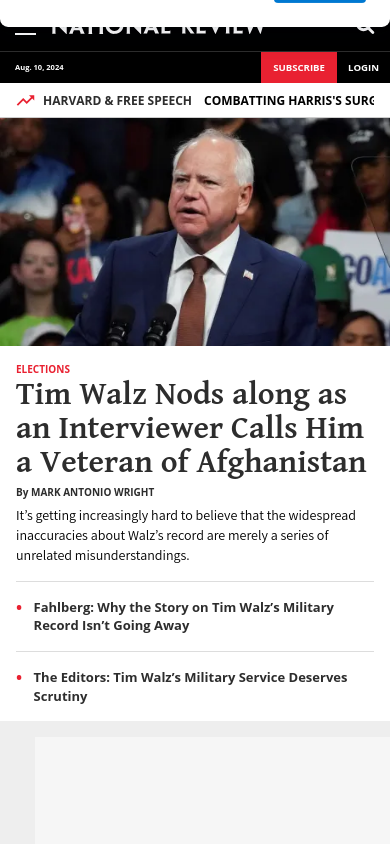 NATIONAL REVIEW
Aug. 10, 2024
SUBSCRIBE
LOGIN
HARVARD & FREE SPEECH COMBATTING HARRIS'S SURG
COA
ELECTIONS
Tim Walz Nods along as
an Interviewer Calls Him
a Veteran of Afghanistan
By MARK ANTONIO WRIGHT
It’s getting increasingly hard to believe that the widespread
inaccuracies about Walz’s record are merely a series of
unrelated misunderstandings.
Fahlberg: Why the Story on Tim Walz’s Military
Record Isn’t Going Away
The Editors: Tim Walz’s Military Service Deserves
Scrutiny